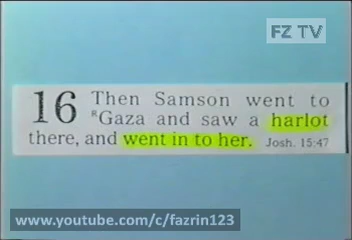 FZ TV
16 Then Samson went to
RGaza and saw a harlot
there, and went in to her. Josh. 15:47
www.youtube.com/c/fazrin123